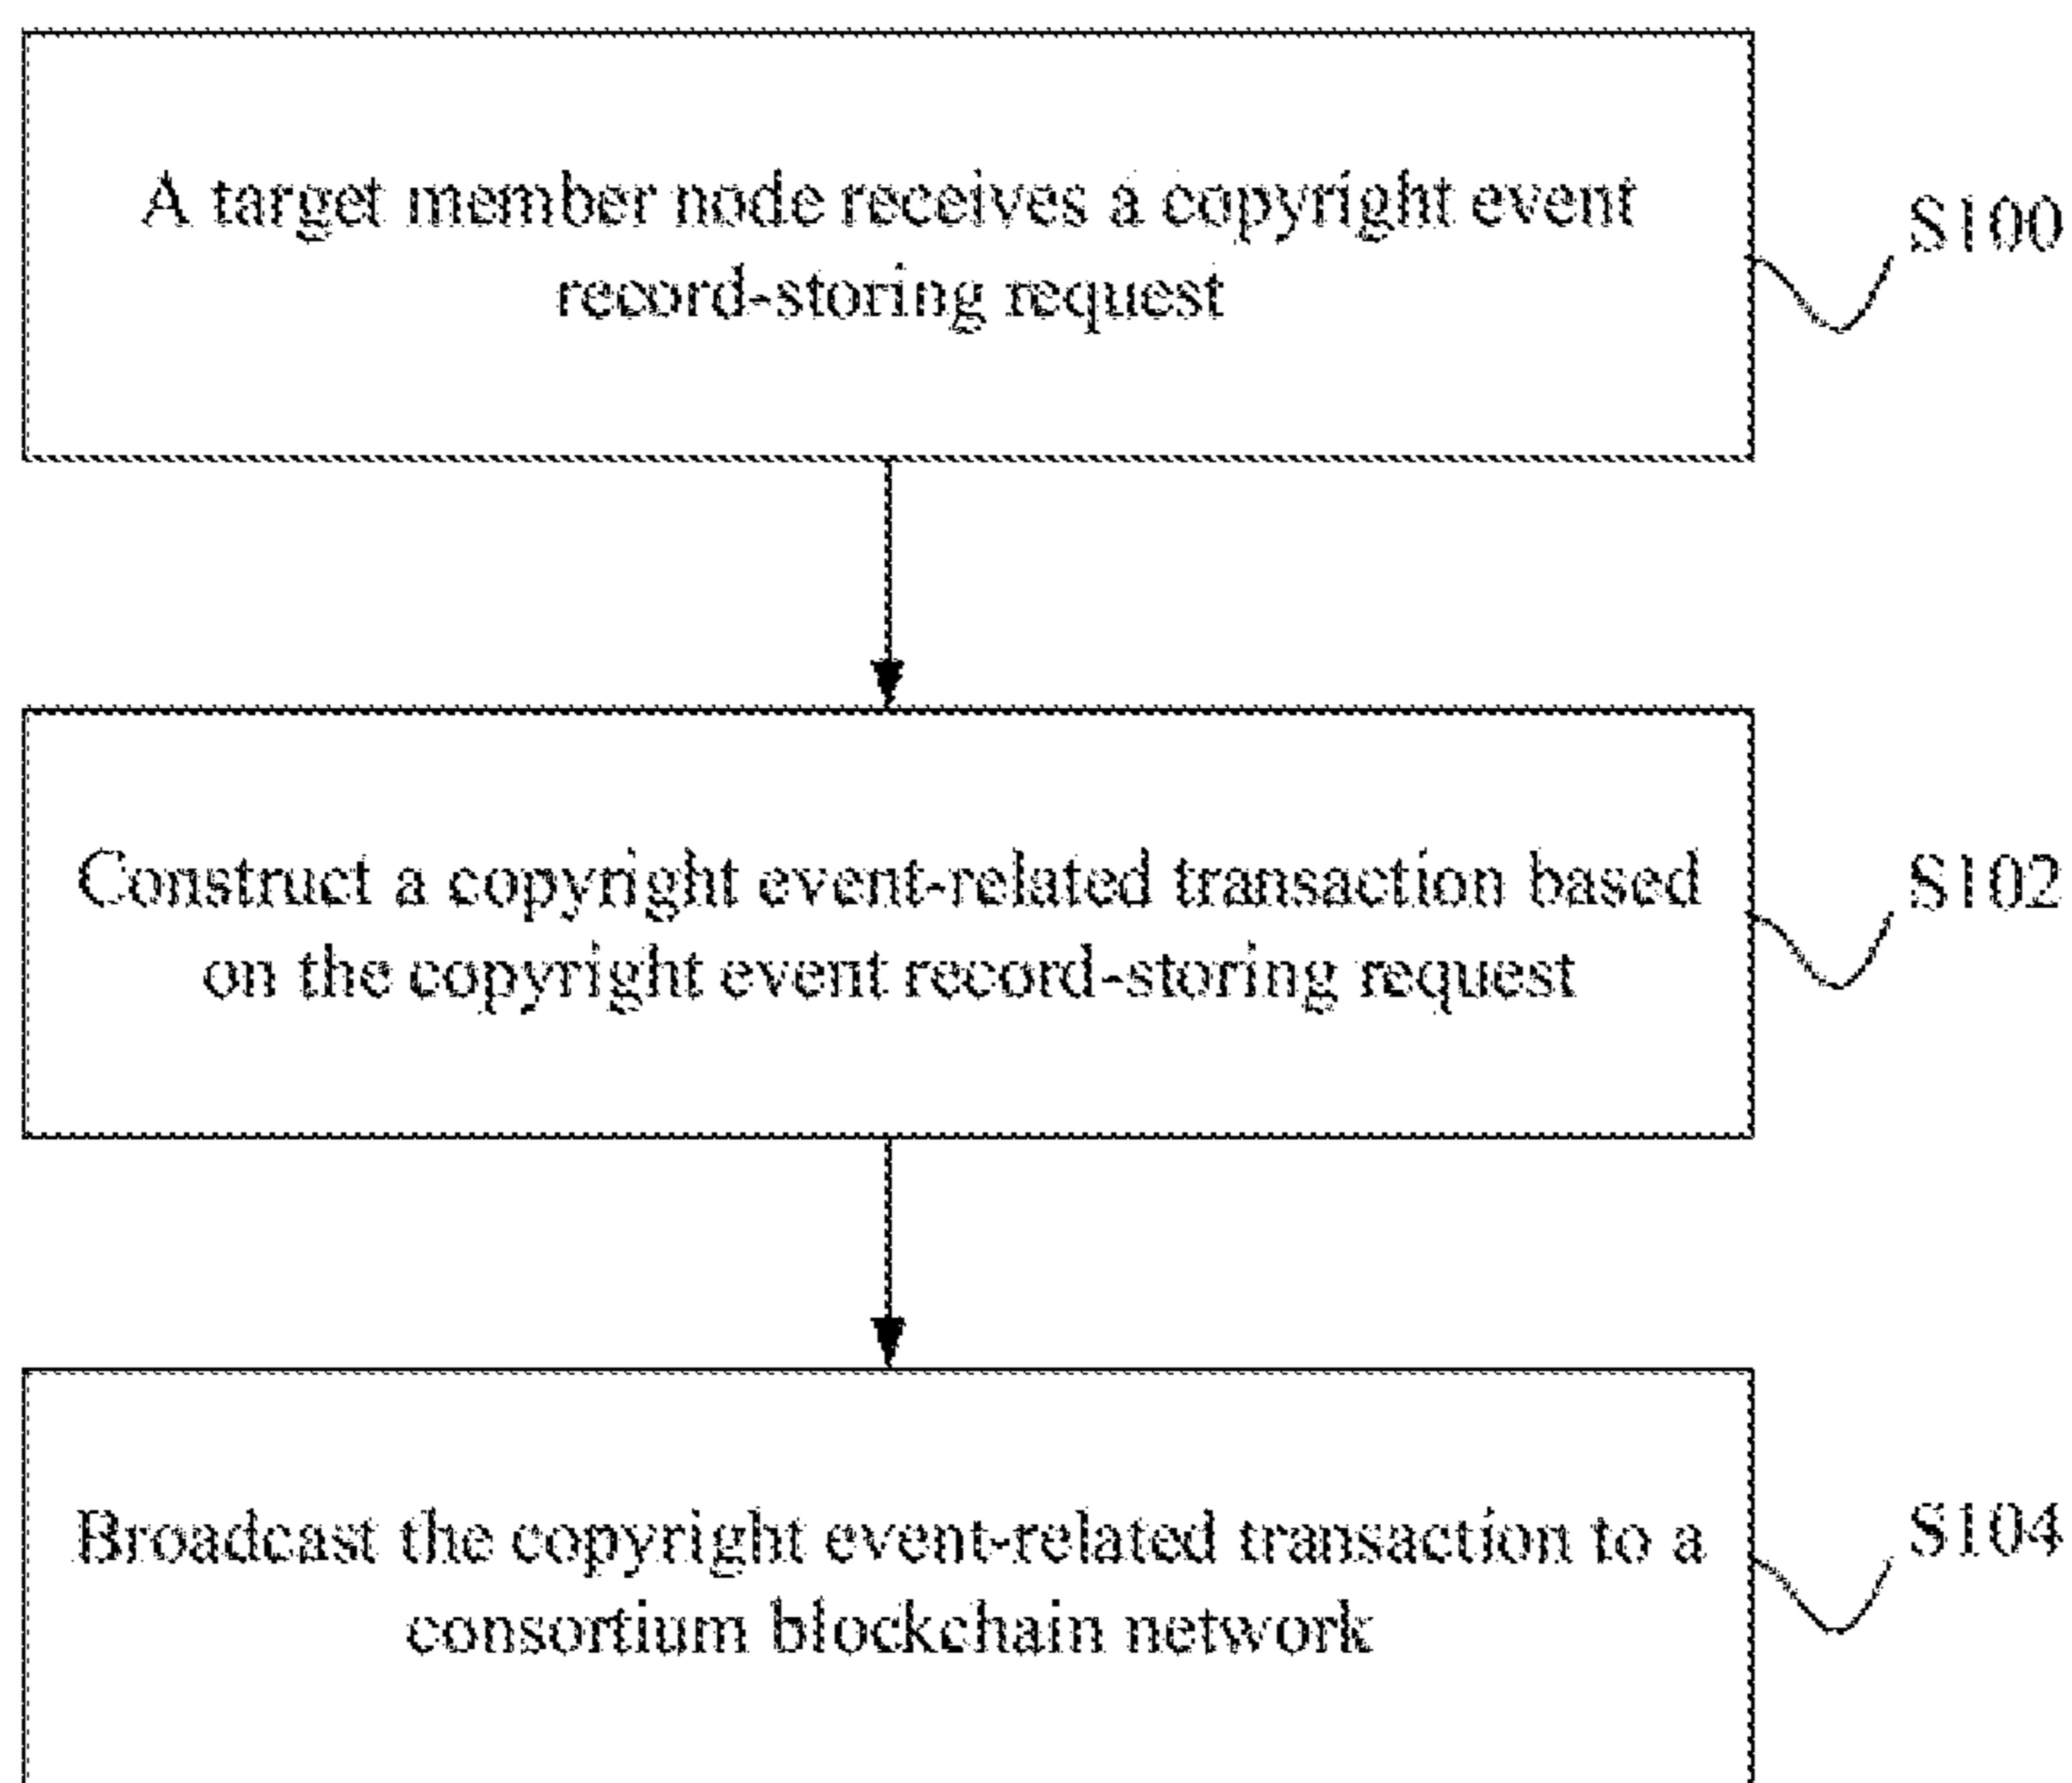 A target member node receives a copyright event
record-storing request
S100
Construct a copyright event-related transaction based
on the copyright event record-storing request
S102
Broadcast the copyright event-related transaction to a
consortium blockchain network
S104